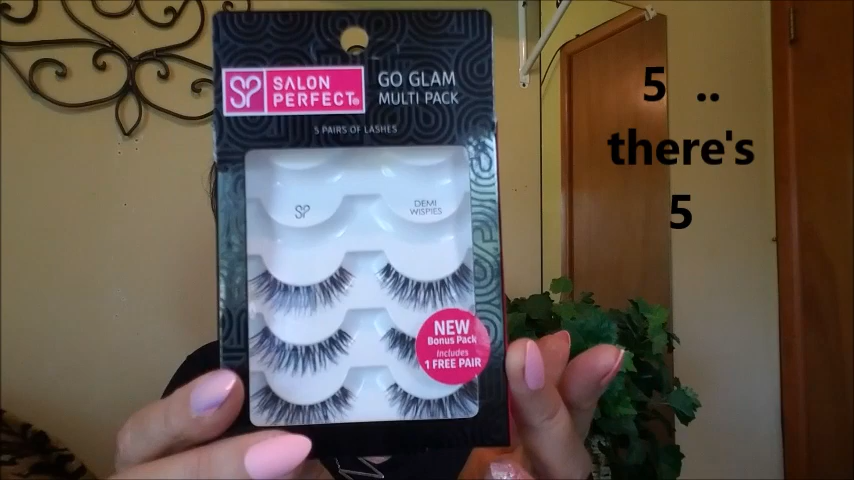 SP SALON
PERFECT®
GO GLAM
MULTI PACK
5 PAIRS OF LASHES
SP
DEMI
WISPIES
NEW
Bonus Pack
Includes
1 FREE PAIR
5 ..
there's
5